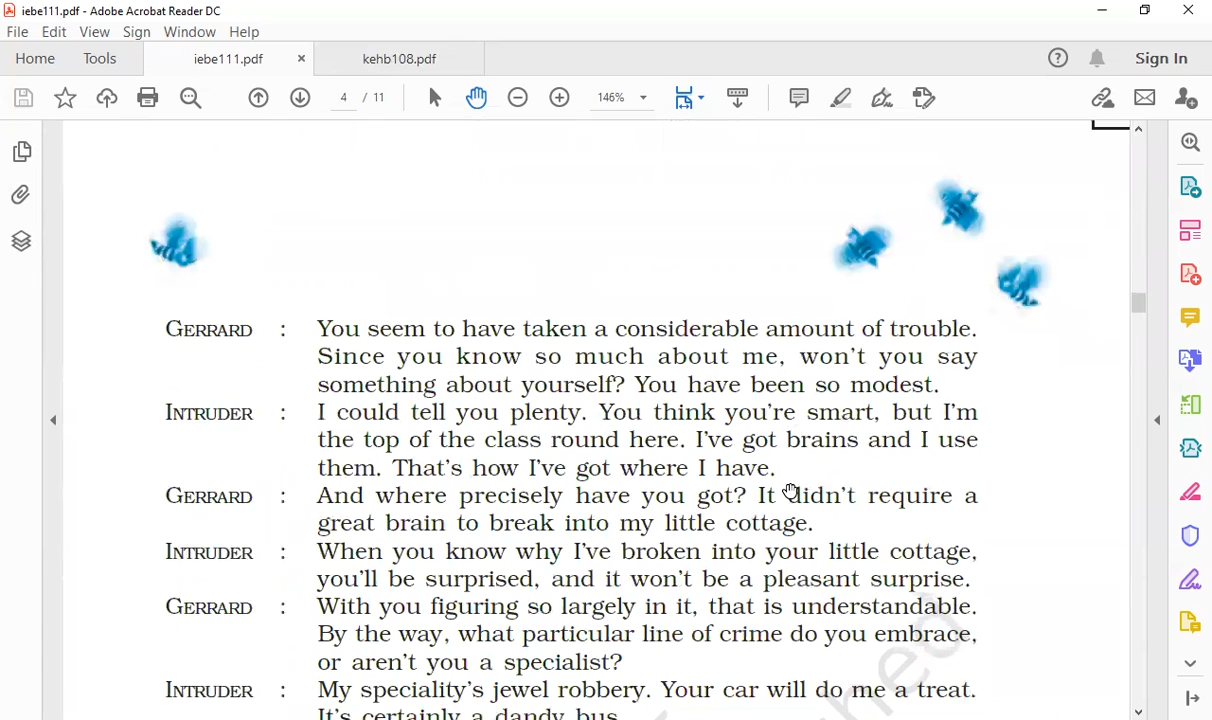 iebe111.pdf - Adobe Acrobat Reader DC
File Edit View Sign Window Help
Home Tools iebe111.pdf × kehb108.pdf Sign In
4 / 11 146%
GERRARD : You seem to have taken a considerable amount of trouble.
Since you know so much about me, won't you say
something about yourself? You have been so modest.
INTRUDER : I could tell you plenty. You think you're smart, but I'm
the top of the class round here. I've got brains and I use
them. That's how I've got where I have.
GERRARD : And where precisely have you got? It didn't require a
great brain to break into my little cottage.
INTRUDER : When you know why I've broken into your little cottage,
you'll be surprised, and it won't be a pleasant surprise.
GERRARD : With you figuring so largely in it, that is understandable.
By the way, what particular line of crime do you embrace,
or aren't you a specialist?
INTRUDER : My speciality's jewel robbery. Your car will do me a treat.
It's certainly a dandy bus.